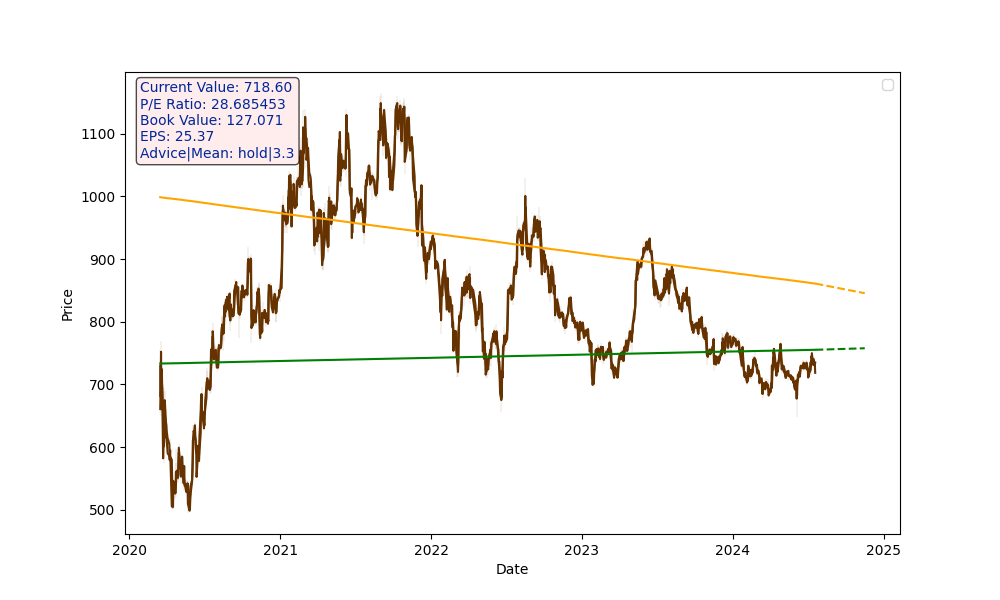 Current Value: 718.60
P/E Ratio: 28.685453
Book Value: 127.071
EPS: 25.37
Advice|Mean: hold|3.3
1100
1000
900
800
700
600
500
Price
2020 2021 2022 2023 2024 2025
Date